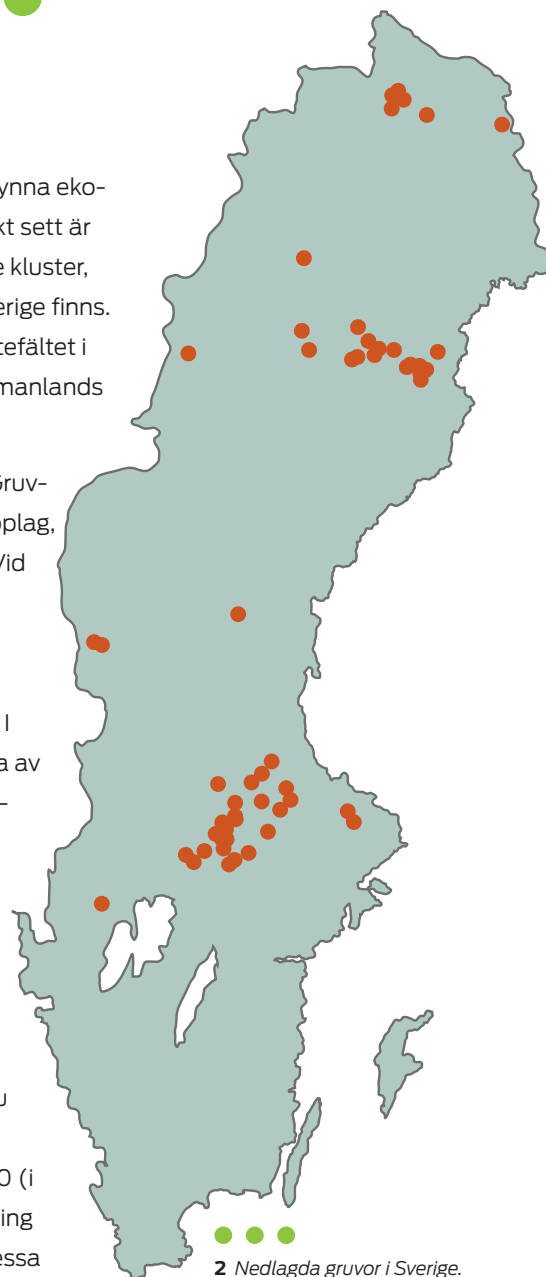 ynna eko-
kt sett är
e kluster,
erige finns.
tefältet i
manlands
Gruv-
oplag,
Vid
I
a av
-
u
0 (i
ing
essa
2 Nedlagda gruvor i Sverige.